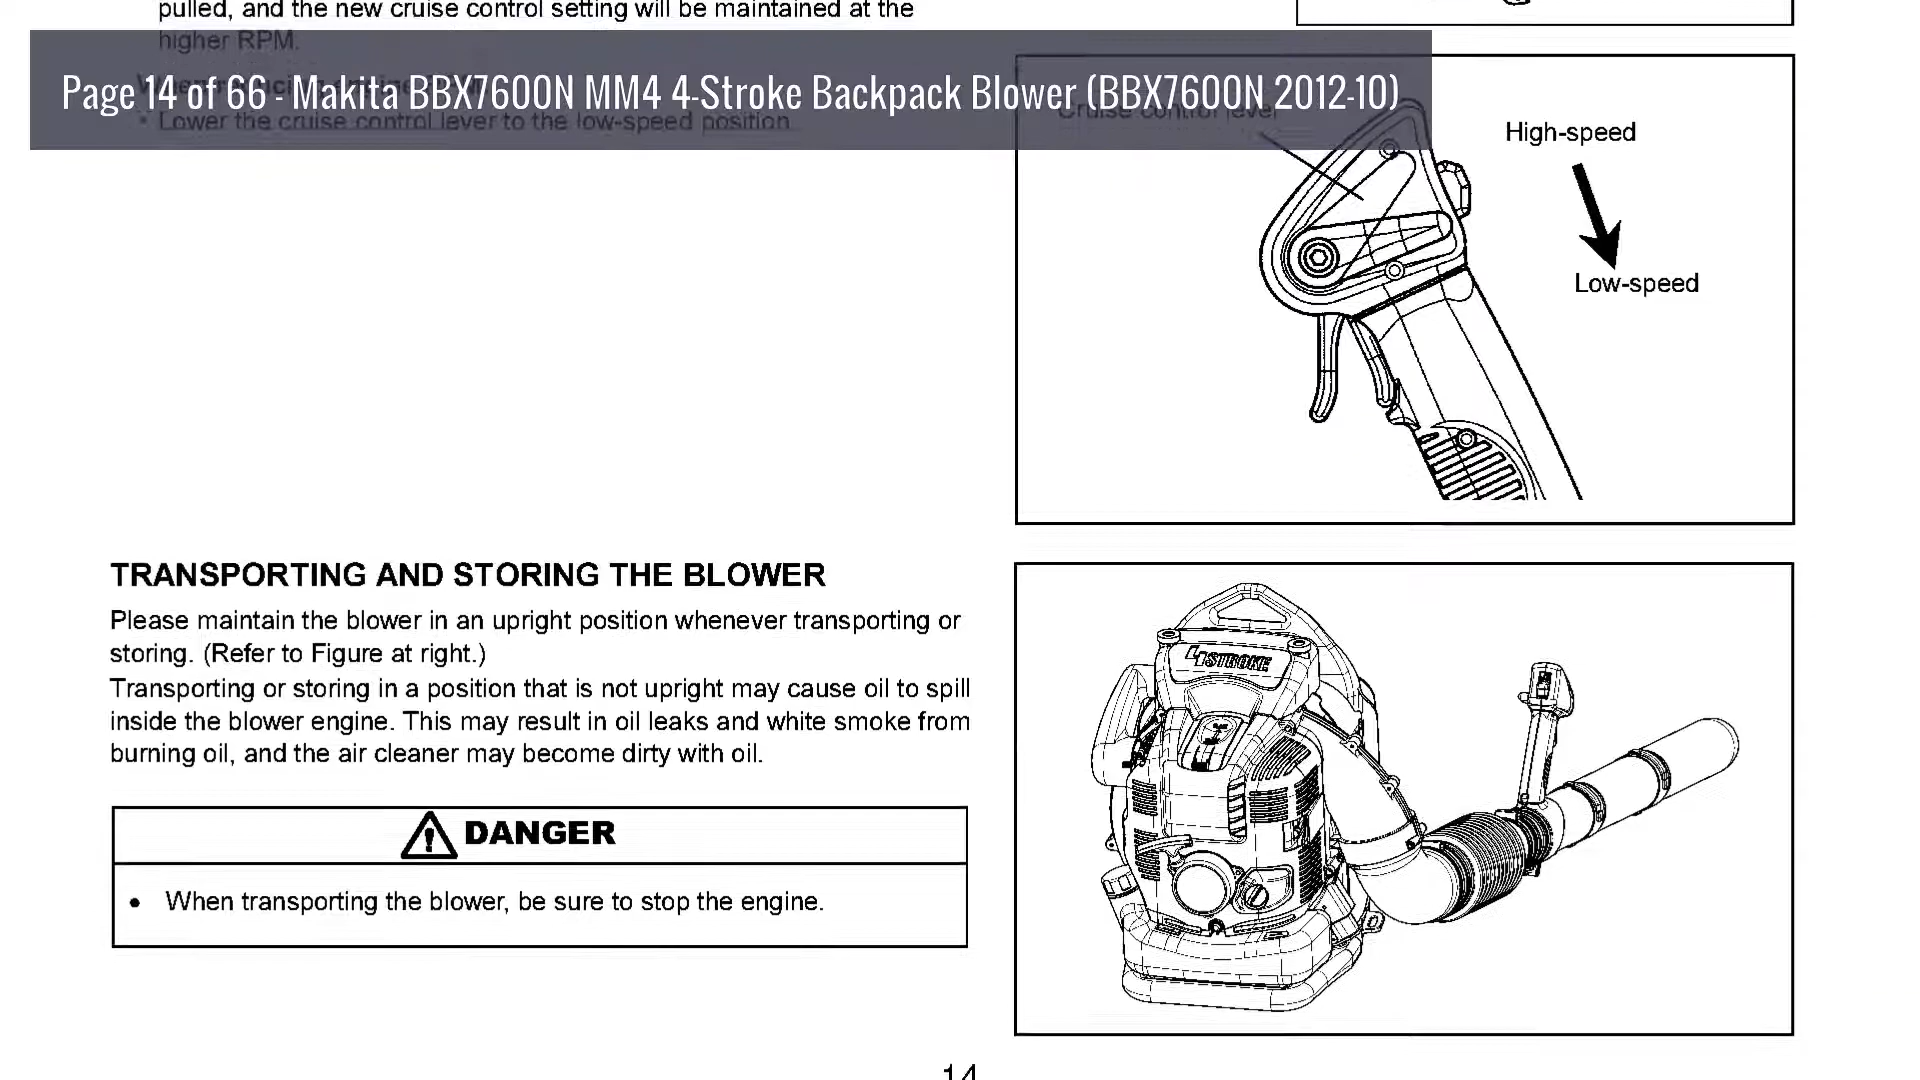 pulled, and the new cruise control setting will be maintained at the
higher RPM.
Page 14 of 66 - Makita BBX7600N MM4 4-Stroke Backpack Blower (BBX7600N 2012-10)
• Lower the cruise control lever to the low-speed position.
Cruise control lever
High-speed
Low-speed
TRANSPORTING AND STORING THE BLOWER
Please maintain the blower in an upright position whenever transporting or
storing. (Refer to Figure at right.)
Transporting or storing in a position that is not upright may cause oil to spill
inside the blower engine. This may result in oil leaks and white smoke from
burning oil, and the air cleaner may become dirty with oil.
DANGER
• When transporting the blower, be sure to stop the engine.
4 STROKE
14